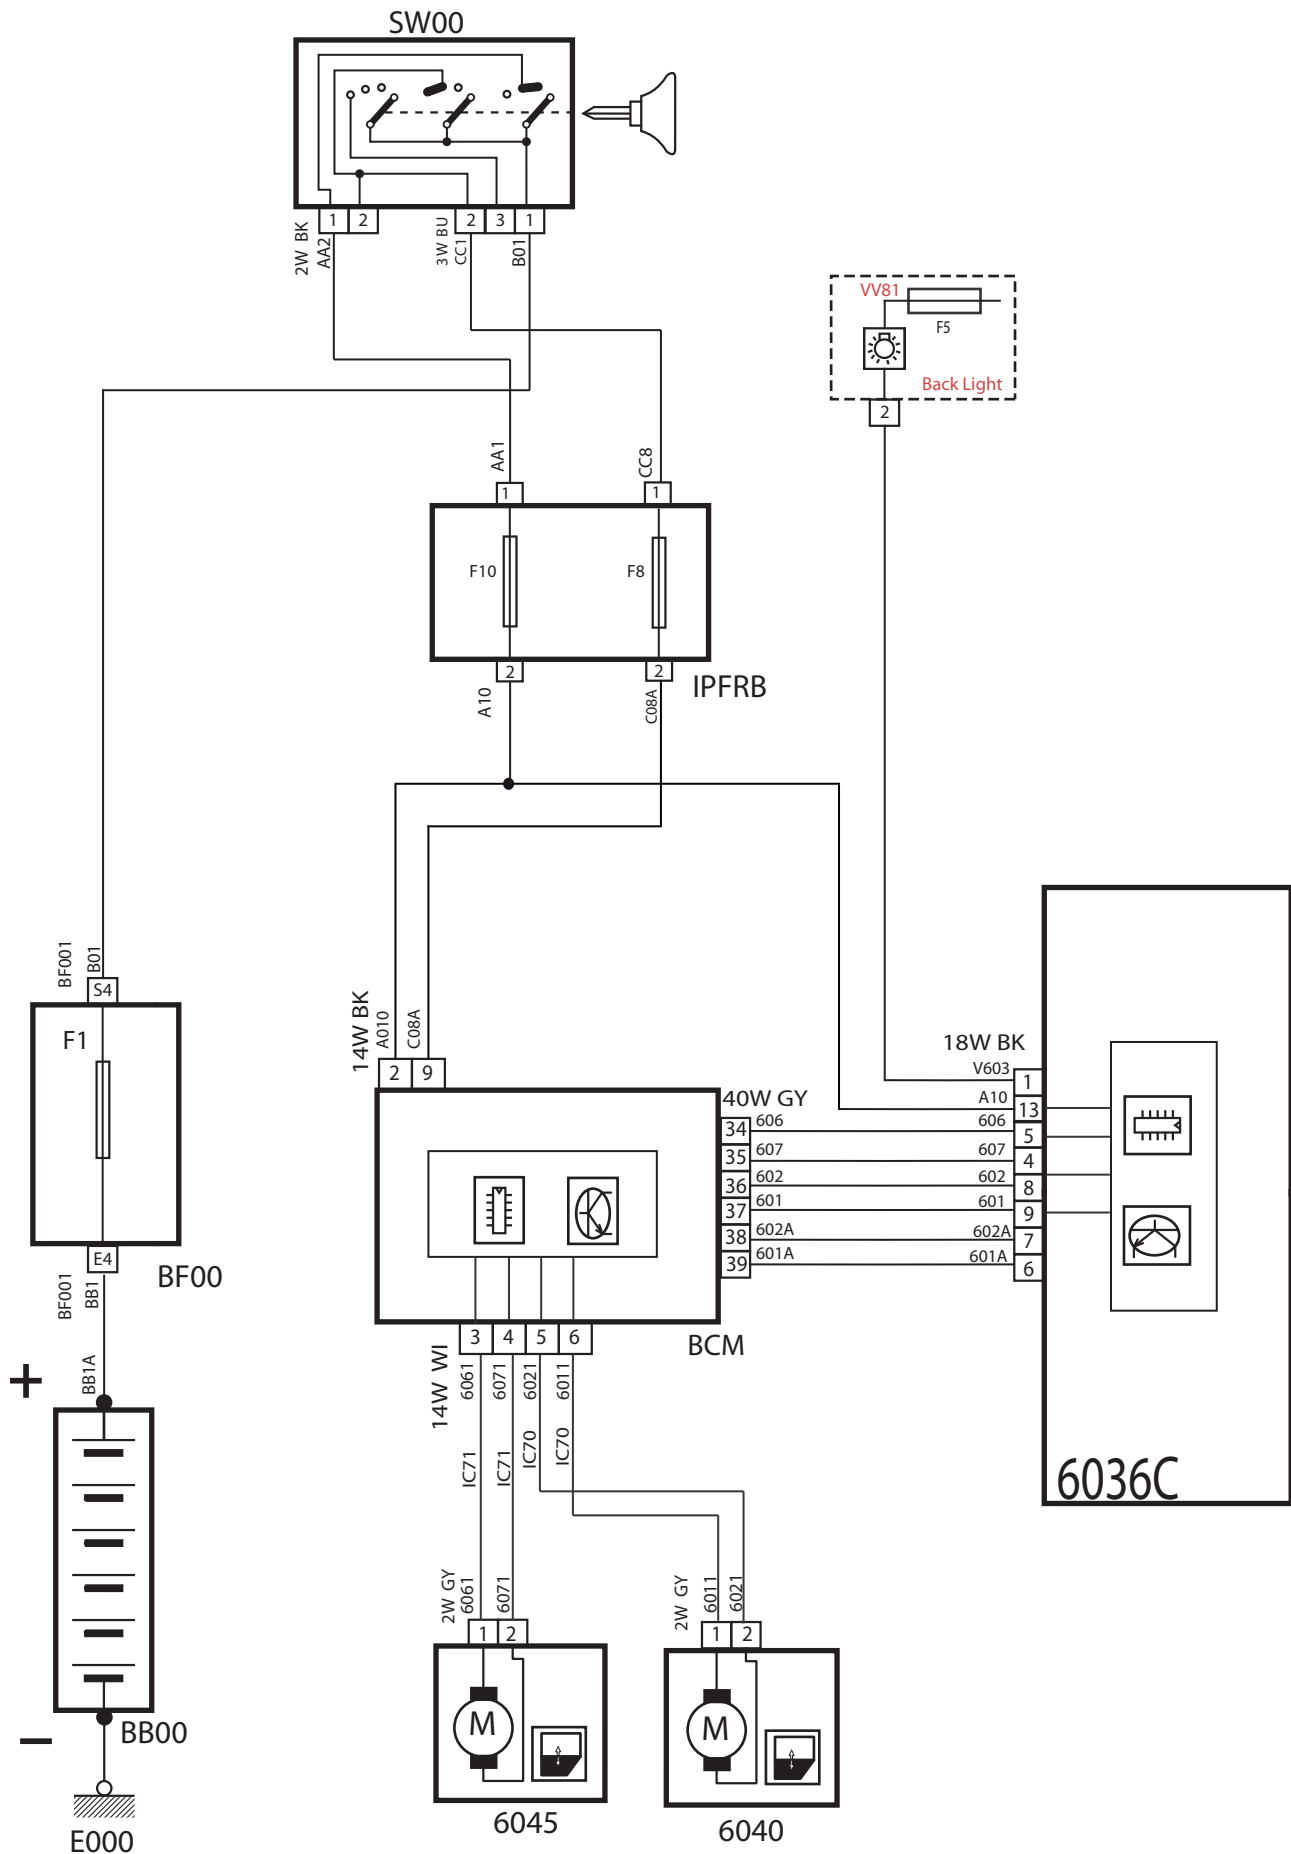 SW00
1 2 2 3 1
2W BK
AA2
3W BU
CC1
B01
VV81
F5
Back Light
2
AA1
CC8
1 1
F10 F8
2 2
IPFRB
A10
C08A
BF001
B01
S4
F1
E4
BF00
BF001
BB1
BB1A
+
−
BB00
E000
14W BK
A010
C08A
2 9
40W GY
34 606
35 607
36 602
37 601
38 602A
39 601A
18W BK
V603 1
A10 13
606 5
607 4
602 8
601 9
602A 7
601A 6
6036C
BCM
3 4 5 6
14W WI
6061
6071
6021
6011
IC71
IC71
IC70
IC70
2W GY
6061
6071
1 2
M
6045
2W GY
6011
6021
1 2
M
6040